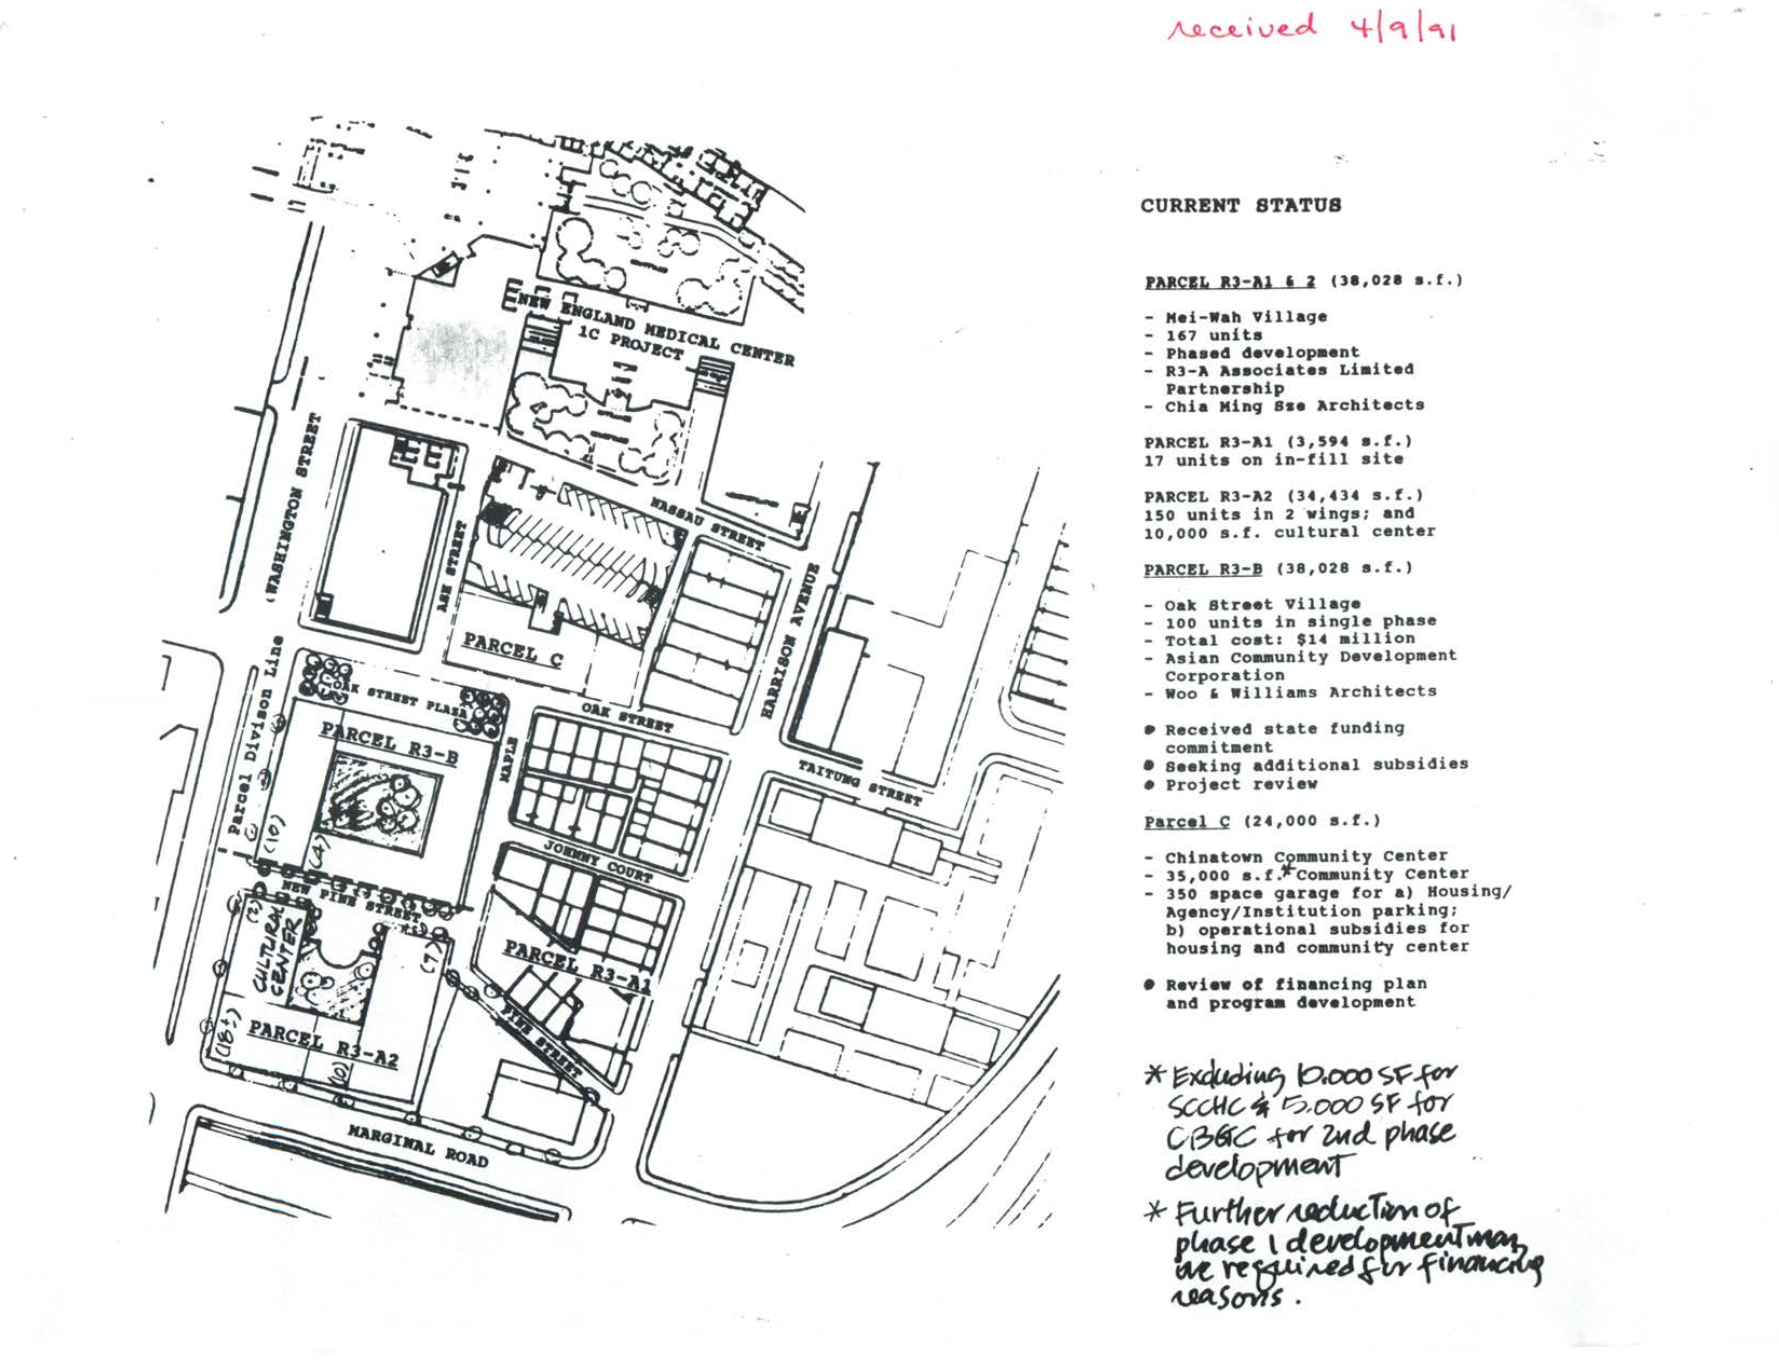 received 4/9/91
CURRENT STATUS
PARCEL R3-A1 & 2 (38,028 s.f.)
- Mei-Wah Village
- 167 units
- Phased development
- R3-A Associates Limited
Partnership
- Chia Ming Sze Architects
PARCEL R3-A1 (3,594 s.f.)
17 units on in-fill site
PARCEL R3-A2 (34,434 s.f.)
150 units in 2 wings; and
10,000 s.f. cultural center
PARCEL R3-B (38,028 s.f.)
- Oak Street Village
- 100 units in single phase
- Total cost: $14 million
- Asian Community Development
Corporation
- Woo & Williams Architects
● Received state funding
commitment
● Seeking additional subsidies
● Project review
Parcel C (24,000 s.f.)
- Chinatown Community Center
- 35,000 s.f.* Community Center
- 350 space garage for a) Housing/
Agency/Institution parking;
b) operational subsidies for
housing and community center
● Review of financing plan
and program development
* Excluding 10,000 SF for
SCCHC & 5,000 SF for
CBGC for 2nd phase
development
* Further reduction of
phase 1 development may
be required for financing
reasons.
NEW ENGLAND MEDICAL CENTER
1C PROJECT
WASHINGTON STREET
ASH STREET
NASSAU STREET
HARRISON AVENUE
PARCEL C
OAK STREET PLAZA
OAK STREET
MAPLE
TAITUNG STREET
Parcel Divison Line
PARCEL R3-B
(10)
(4)
JOHNNY COURT
NEW PINE STREET
(2)
CULTURAL
CENTER
(7)
PARCEL R3-A1
PINE STREET
PARCEL R3-A2
(18±)
(10)
MARGINAL ROAD